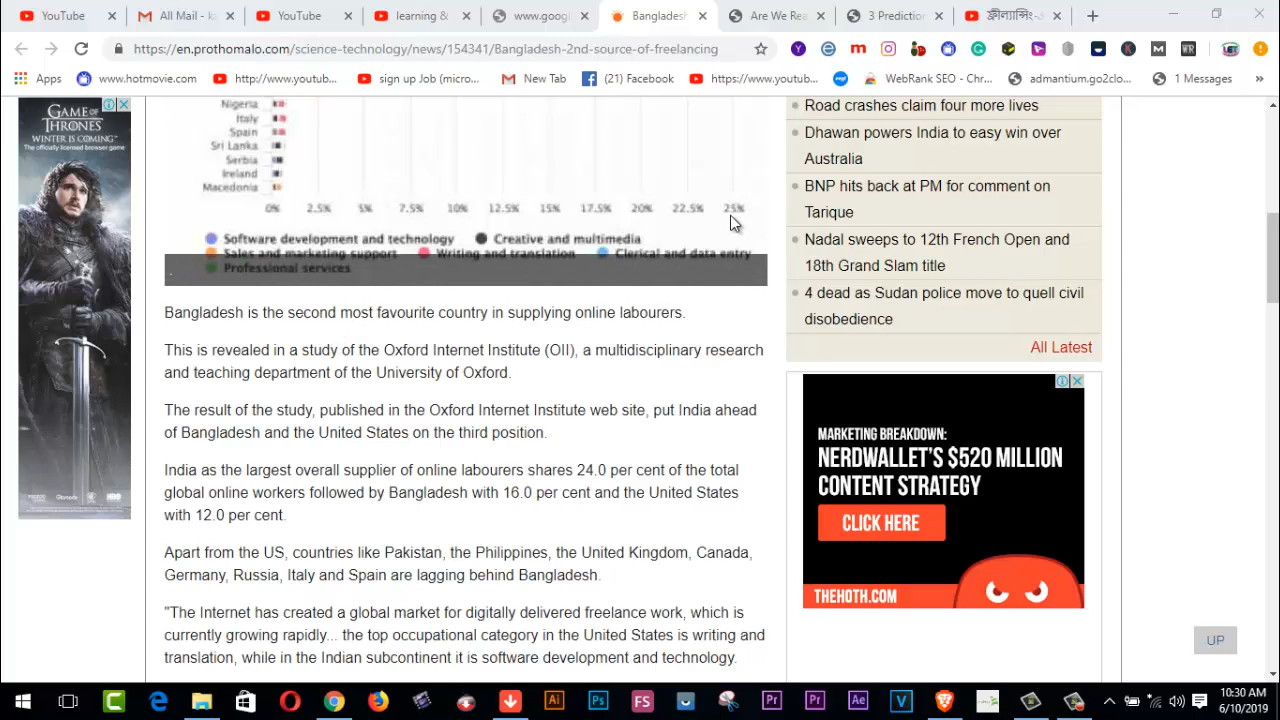 YouTube
All Mail - ka
YouTube
learning &
www.goog
Bangladesh
Are We Rea
3 Prediction
ফ্রীল্যান্সিং-এ
https://en.prothomalo.com/science-technology/news/154341/Bangladesh-2nd-source-of-freelancing
Apps
www.hotmovie.com
http://www.youtub...
sign up Job (micro...
New Tab
(21) Facebook
https://www.youtub...
WebRank SEO - Chr...
admantium.go2clo...
1 Messages
»
GAME OF
THRONES
WINTER IS COMING™
The officially licensed browser game
Nigeria
Italy
Spain
Sri Lanka
Serbia
Ireland
Macedonia
0% 2.5% 5% 7.5% 10% 12.5% 15% 17.5% 20% 22.5% 25%
Software development and technology Creative and multimedia
Sales and marketing support Writing and translation Clerical and data entry
Professional services
Bangladesh is the second most favourite country in supplying online labourers.
This is revealed in a study of the Oxford Internet Institute (OII), a multidisciplinary research
and teaching department of the University of Oxford.
The result of the study, published in the Oxford Internet Institute web site, put India ahead
of Bangladesh and the United States on the third position.
India as the largest overall supplier of online labourers shares 24.0 per cent of the total
global online workers followed by Bangladesh with 16.0 per cent and the United States
with 12.0 per cent.
Apart from the US, countries like Pakistan, the Philippines, the United Kingdom, Canada,
Germany, Russia, Italy and Spain are lagging behind Bangladesh.
"The Internet has created a global market for digitally delivered freelance work, which is
currently growing rapidly... the top occupational category in the United States is writing and
translation, while in the Indian subcontinent it is software development and technology.
Road crashes claim four more lives
Dhawan powers India to easy win over
Australia
BNP hits back at PM for comment on
Tarique
Nadal sweeps to 12th French Open and
18th Grand Slam title
4 dead as Sudan police move to quell civil
disobedience
All Latest
MARKETING BREAKDOWN:
NERDWALLET'S $520 MILLION
CONTENT STRATEGY
CLICK HERE
THEHOTH.COM
UP
10:30 AM
6/10/2019